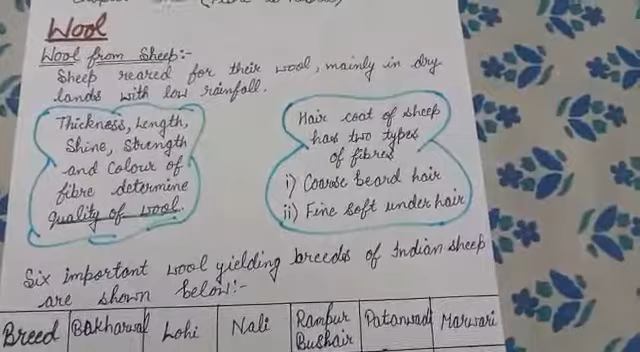 Wool
Wool from Sheep:-
Sheep reared for their wool, mainly in dry
lands with low rainfall.
Thickness, Length,
Shine, Strength
and Colour of
fibre determine
quality of wool.
Hair coat of sheep
has two types
of fibres
i) Coarse beard hair
ii) Fine soft under hair
Six important wool yielding breeds of Indian sheep
are shown below:-
Breed Bakharwal Lohi Nali Rampur Bushair Patanwadi Marwari